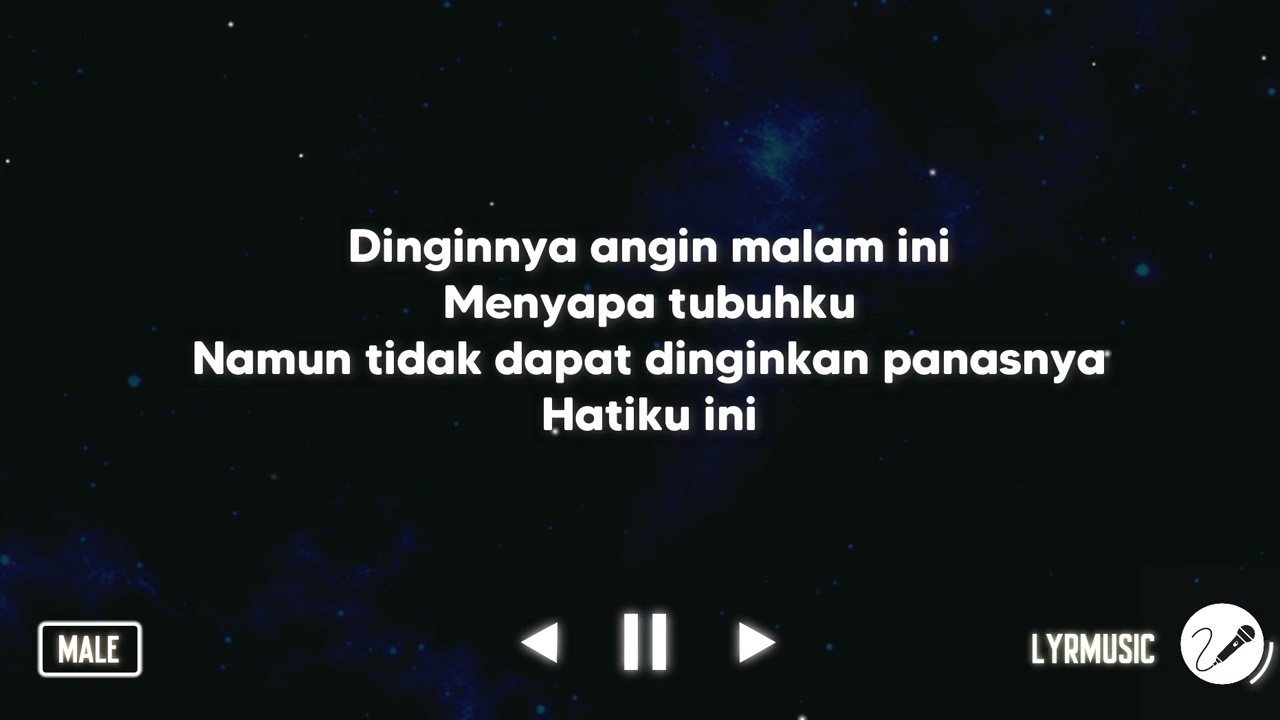 Dinginnya angin malam ini
Menyapa tubuhku
Namun tidak dapat dinginkan panasnya
Hatiku ini
MALE
LYRMUSIC